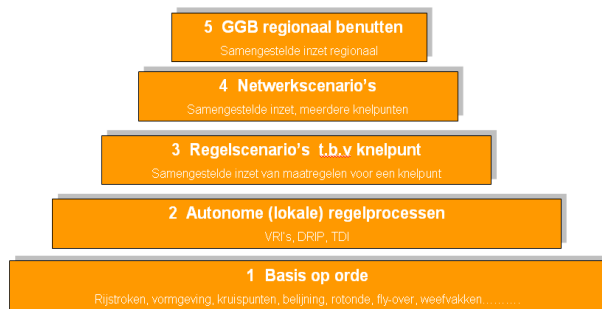 5 GGB regionaal benutten
Samengestelde inzet regionaal
4 Netwerkscenario's
Samengestelde inzet, meerdere knelpunten
3 Regelscenario's t.b.v knelpunt
Samengestelde inzet van maatregelen voor een knelpunt
2 Autonome (lokale) regelprocessen
VRI's, DRIP, TDI
1 Basis op orde
Rijstroken, vormgeving, kruispunten, belijning, rotonde, fly-over, weefvakken.........